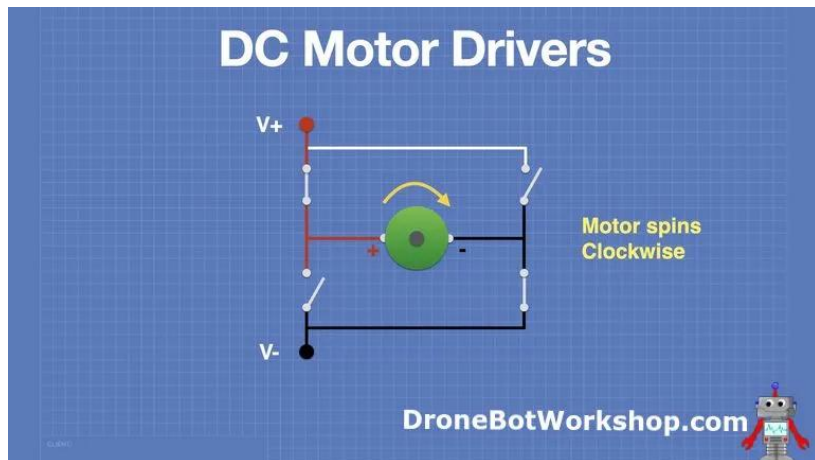 DC Motor Drivers
V+
+
-
Motor spins
Clockwise
V-
DroneBotWorkshop.com